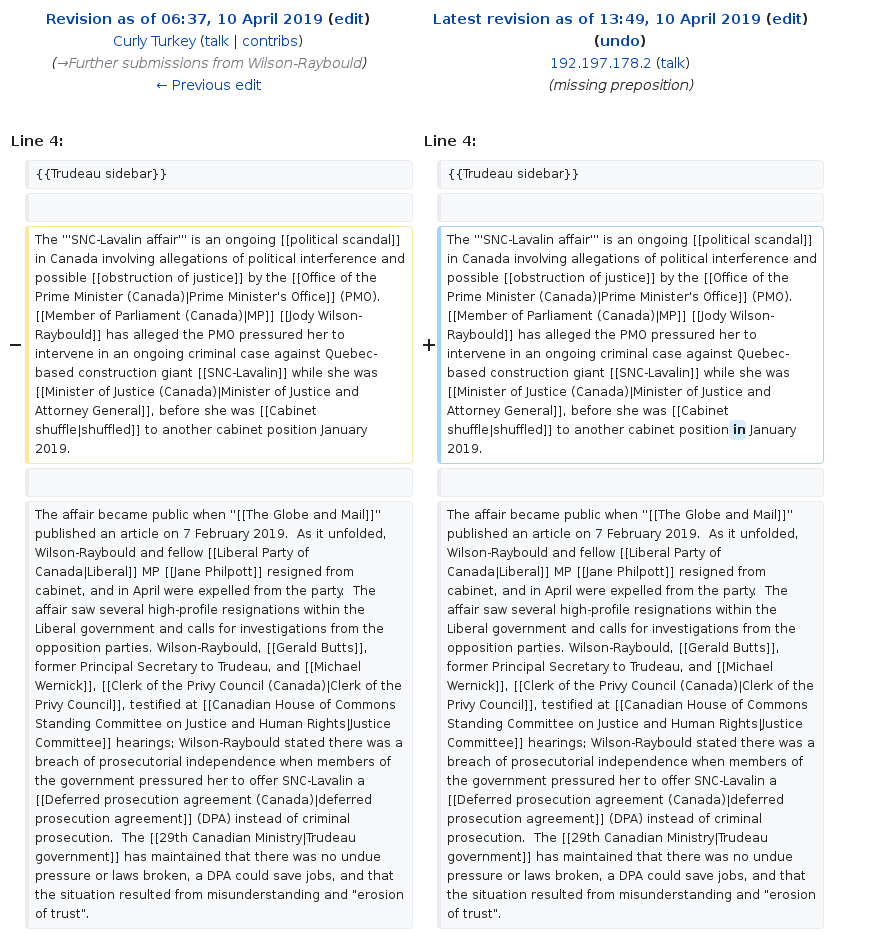 Revision as of 06:37, 10 April 2019 (edit)
Curly Turkey (talk | contribs)
(→Further submissions from Wilson-Raybould)
← Previous edit
Latest revision as of 13:49, 10 April 2019 (edit)
(undo)
192.197.178.2 (talk)
(missing preposition)
Line 4:
{{Trudeau sidebar}}
−
The '''SNC-Lavalin affair''' is an ongoing [[political scandal]]
in Canada involving allegations of political interference and
possible [[obstruction of justice]] by the [[Office of the
Prime Minister (Canada)|Prime Minister's Office]] (PMO).
[[Member of Parliament (Canada)|MP]] [[Jody Wilson-
Raybould]] has alleged the PMO pressured her to
intervene in an ongoing criminal case against Quebec-
based construction giant [[SNC-Lavalin]] while she was
[[Minister of Justice (Canada)|Minister of Justice and
Attorney General]], before she was [[Cabinet
shuffle|shuffled]] to another cabinet position January
2019.
The affair became public when ''[[The Globe and Mail]]''
published an article on 7 February 2019.  As it unfolded,
Wilson-Raybould and fellow [[Liberal Party of
Canada|Liberal]] MP [[Jane Philpott]] resigned from
cabinet, and in April were expelled from the party.  The
affair saw several high-profile resignations within the
Liberal government and calls for investigations from the
opposition parties. Wilson-Raybould, [[Gerald Butts]],
former Principal Secretary to Trudeau, and [[Michael
Wernick]], [[Clerk of the Privy Council (Canada)|Clerk of the
Privy Council]], testified at [[Canadian House of Commons
Standing Committee on Justice and Human Rights|Justice
Committee]] hearings; Wilson-Raybould stated there was a
breach of prosecutorial independence when members of
the government pressured her to offer SNC-Lavalin a
[[Deferred prosecution agreement (Canada)|deferred
prosecution agreement]] (DPA) instead of criminal
prosecution.  The [[29th Canadian Ministry|Trudeau
government]] has maintained that there was no undue
pressure or laws broken, a DPA could save jobs, and that
the situation resulted from misunderstanding and "erosion
of trust".
Line 4:
{{Trudeau sidebar}}
+
The '''SNC-Lavalin affair''' is an ongoing [[political scandal]]
in Canada involving allegations of political interference and
possible [[obstruction of justice]] by the [[Office of the
Prime Minister (Canada)|Prime Minister's Office]] (PMO).
[[Member of Parliament (Canada)|MP]] [[Jody Wilson-
Raybould]] has alleged the PMO pressured her to
intervene in an ongoing criminal case against Quebec-
based construction giant [[SNC-Lavalin]] while she was
[[Minister of Justice (Canada)|Minister of Justice and
Attorney General]], before she was [[Cabinet
shuffle|shuffled]] to another cabinet position in January
2019.
The affair became public when ''[[The Globe and Mail]]''
published an article on 7 February 2019.  As it unfolded,
Wilson-Raybould and fellow [[Liberal Party of
Canada|Liberal]] MP [[Jane Philpott]] resigned from
cabinet, and in April were expelled from the party.  The
affair saw several high-profile resignations within the
Liberal government and calls for investigations from the
opposition parties. Wilson-Raybould, [[Gerald Butts]],
former Principal Secretary to Trudeau, and [[Michael
Wernick]], [[Clerk of the Privy Council (Canada)|Clerk of the
Privy Council]], testified at [[Canadian House of Commons
Standing Committee on Justice and Human Rights|Justice
Committee]] hearings; Wilson-Raybould stated there was a
breach of prosecutorial independence when members of
the government pressured her to offer SNC-Lavalin a
[[Deferred prosecution agreement (Canada)|deferred
prosecution agreement]] (DPA) instead of criminal
prosecution.  The [[29th Canadian Ministry|Trudeau
government]] has maintained that there was no undue
pressure or laws broken, a DPA could save jobs, and that
the situation resulted from misunderstanding and "erosion
of trust".